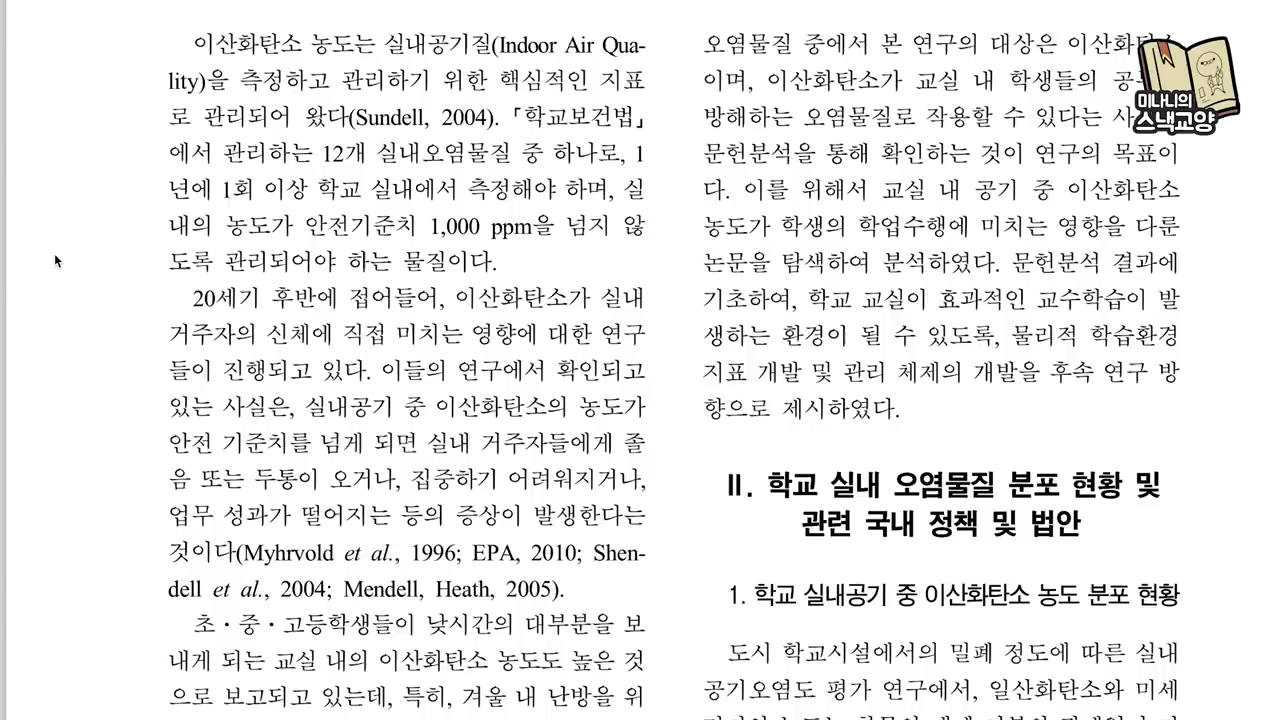 이산화탄소 농도는 실내공기질(Indoor Air Qua-
lity)을 측정하고 관리하기 위한 핵심적인 지표
로 관리되어 왔다(Sundell, 2004). 「학교보건법」
에서 관리하는 12개 실내오염물질 중 하나로, 1
년에 1회 이상 학교 실내에서 측정해야 하며, 실
내의 농도가 안전기준치 1,000 ppm을 넘지 않
도록 관리되어야 하는 물질이다.
20세기 후반에 접어들어, 이산화탄소가 실내
거주자의 신체에 직접 미치는 영향에 대한 연구
들이 진행되고 있다. 이들의 연구에서 확인되고
있는 사실은, 실내공기 중 이산화탄소의 농도가
안전 기준치를 넘게 되면 실내 거주자들에게 졸
음 또는 두통이 오거나, 집중하기 어려워지거나,
업무 성과가 떨어지는 등의 증상이 발생한다는
것이다(Myhrvold et al., 1996; EPA, 2010; Shen-
dell et al., 2004; Mendell, Heath, 2005).
초·중·고등학생들이 낮시간의 대부분을 보
내게 되는 교실 내의 이산화탄소 농도도 높은 것
으로 보고되고 있는데, 특히, 겨울 내 난방을 위
오염물질 중에서 본 연구의 대상은
이며, 이산화탄소가 교실 내 학생들의
방해하는 오염물질로 작용할 수 있다는
문헌분석을 통해 확인하는 것이 연구의 목표이
다. 이를 위해서 교실 내 공기 중 이산화탄소
농도가 학생의 학업수행에 미치는 영향을 다룬
논문을 탐색하여 분석하였다. 문헌분석 결과에
기초하여, 학교 교실이 효과적인 교수학습이 발
생하는 환경이 될 수 있도록, 물리적 학습환경
지표 개발 및 관리 체제의 개발을 후속 연구 방
향으로 제시하였다.
II. 학교 실내 오염물질 분포 현황 및
관련 국내 정책 및 법안
1. 학교 실내공기 중 이산화탄소 농도 분포 현황
도시 학교시설에서의 밀폐 정도에 따른 실내
공기오염도 평가 연구에서, 일산화탄소와 미세
미나니의
스낵교양